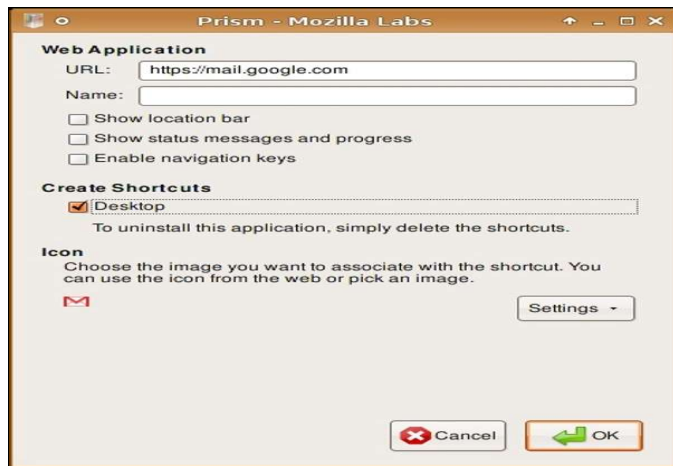 Prism - Mozilla Labs
Web Application
URL: https://mail.google.com
Name:
Show location bar
Show status messages and progress
Enable navigation keys
Create Shortcuts
Desktop
To uninstall this application, simply delete the shortcuts.
Icon
Choose the image you want to associate with the shortcut. You
can use the icon from the web or pick an image.
Settings
Cancel
OK